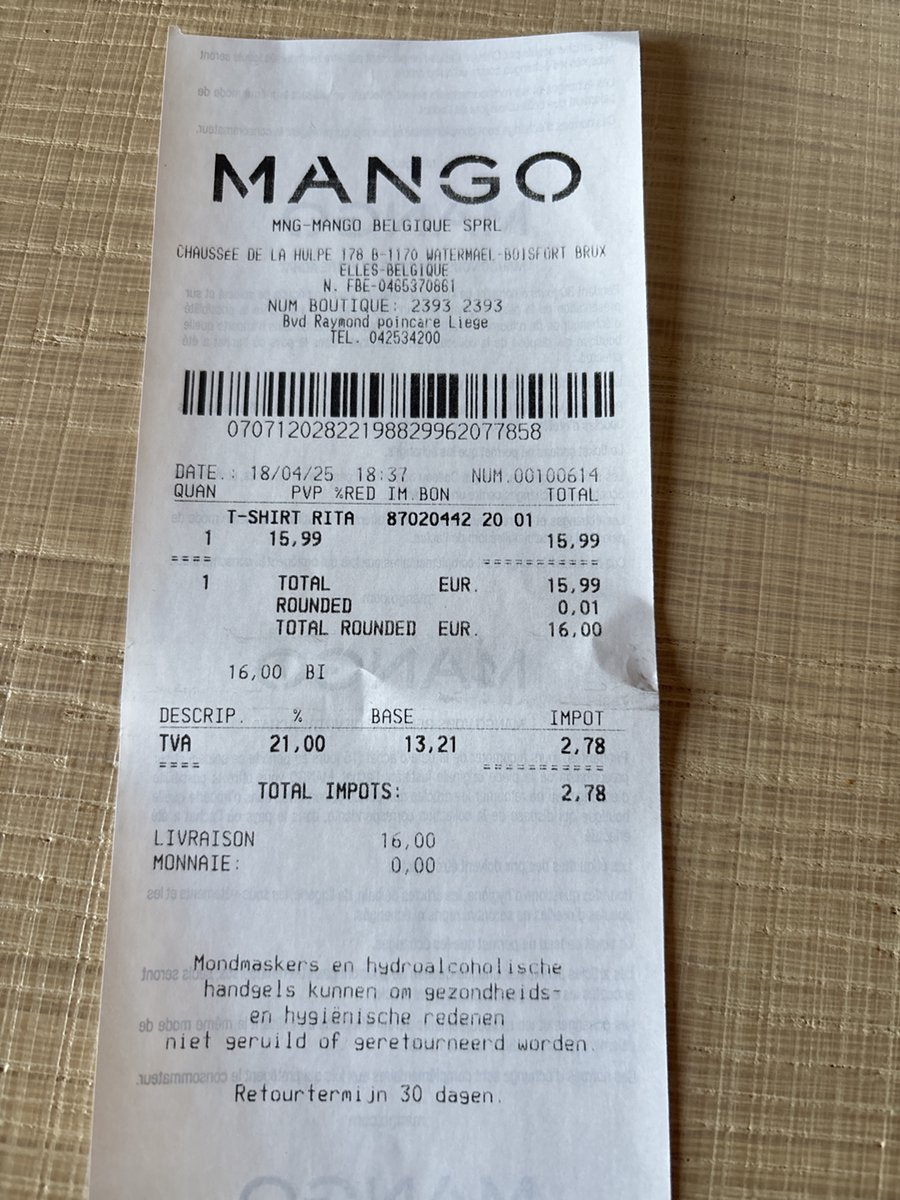 MANGO
MNG-MANGO BELGIQUE SPRL
CHAUSSÉE DE LA HULPE 178 B-1170 WATERMAEL-BOISFORT BRUX
ELLES-BELGIQUE
N. FBE-0465370861
NUM BOUTIQUE: 2393 2393
Bvd Raymond poincare Liege
TEL. 042534200
07071202822198829962077858
DATE.: 18/04/25 18:37 NUM.00100614
QUAN PVP %RED IM.BON TOTAL
T-SHIRT RITA 87020442 20 01
1 15,99 15,99
==== ===========
1 TOTAL EUR. 15,99
ROUNDED 0,01
TOTAL ROUNDED EUR. 16,00
16,00 BI
DESCRIP. % BASE IMPOT
TVA 21,00 13,21 2,78
==== ===========
TOTAL IMPOTS: 2,78
LIVRAISON 16,00
MONNAIE: 0,00
Mondmaskers en hydroalcoholische
handgels kunnen om gezondheids-
en hygiënische redenen
niet geruild of geretourneerd worden.
Retourtermijn 30 dagen.